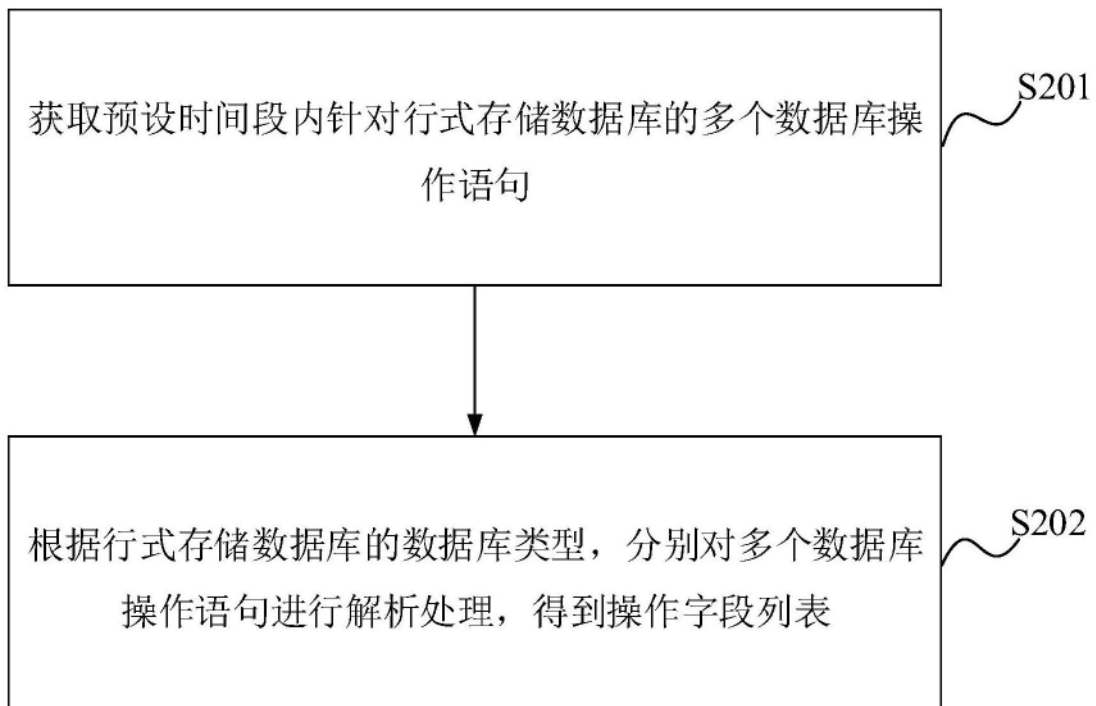 获取预设时间段内针对行式存储数据库的多个数据库操
作语句
S201
根据行式存储数据库的数据库类型，分别对多个数据库
操作语句进行解析处理，得到操作字段列表
S202